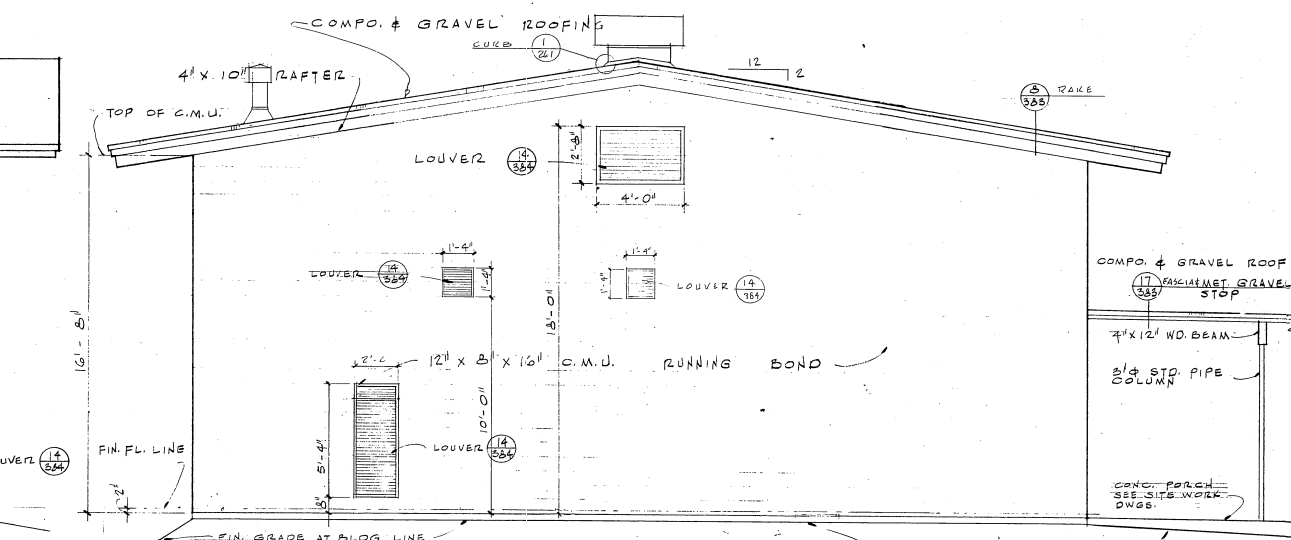 COMPO. & GRAVEL ROOFING
CURB 1
261
4" X 10" RAFTER
12
2
8
383 RAKE
TOP OF C.M.U.
LOUVER 14
384
2'-8"
4'-0"
1'-4"
LOUVER 14
384
1'-4"
1'-4"
1'-4"
LOUVER 14
384
COMPO. & GRAVEL ROOF
17
383 FASCIA & MET. GRAVEL
STOP
18'-0"
16'-8"
4" X 12" WD. BEAM
12" X 8" X 16" C.M.U. RUNNING BOND
3"ϕ STD. PIPE
COLUMN
10'-0"
5'-4"
LOUVER 14
384
FIN. FL. LINE
UVER 14
384
2"
8"
CONC. PORCH
SEE SITE WORK
DWGS.
FIN. GRADE AT BLDG LINE